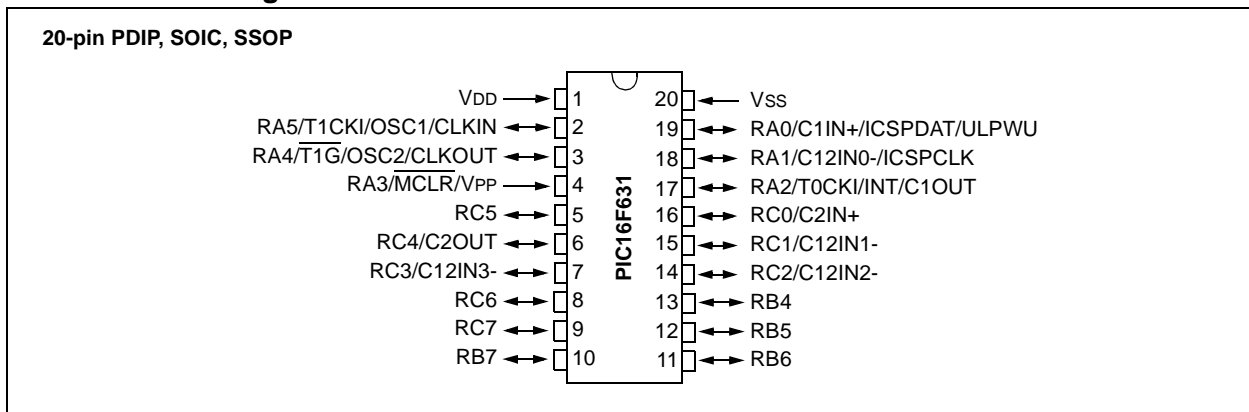 20-pin PDIP, SOIC, SSOP
VDD 1 20 VSS
RA5/T1CKI/OSC1/CLKIN 2 19 RA0/C1IN+/ICSPDAT/ULPWU
RA4/T1G/OSC2/CLKOUT 3 18 RA1/C12IN0-/ICSPCLK
RA3/MCLR/VPP 4 17 RA2/T0CKI/INT/C1OUT
RC5 5 16 RC0/C2IN+
RC4/C2OUT 6 15 RC1/C12IN1-
RC3/C12IN3- 7 14 RC2/C12IN2-
RC6 8 13 RB4
RC7 9 12 RB5
RB7 10 11 RB6
PIC16F631